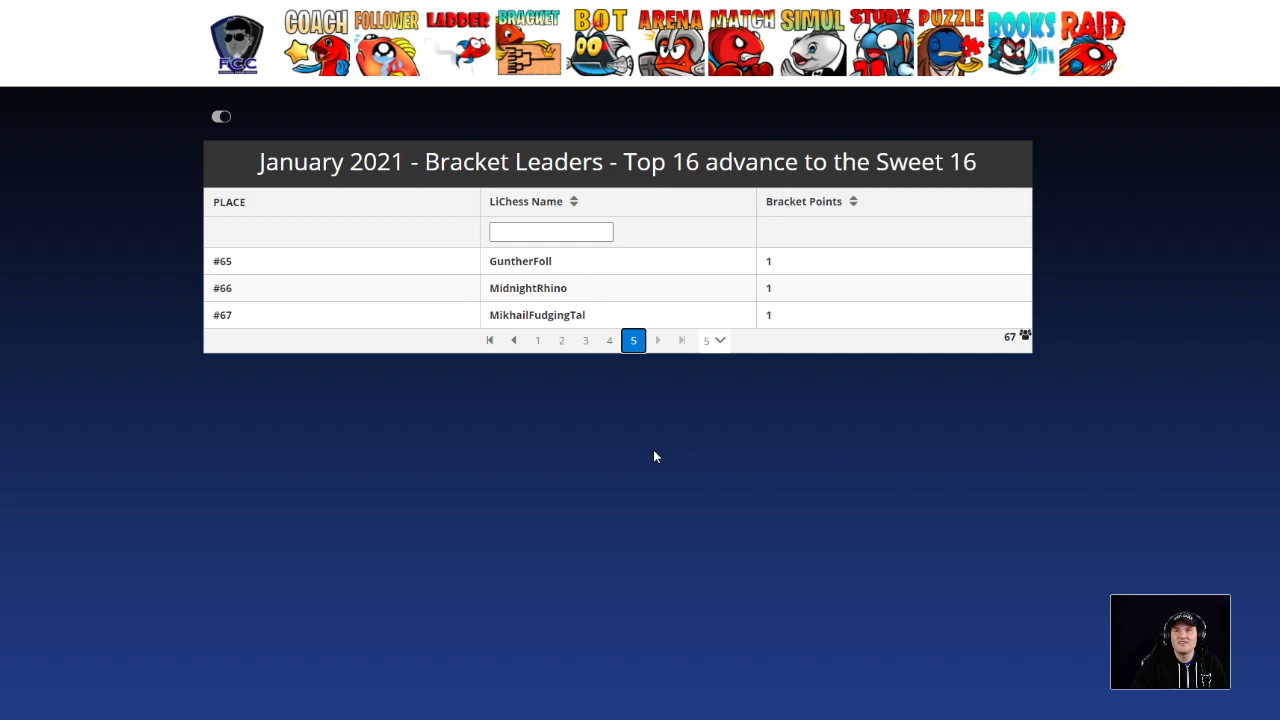 COACH FOLLOWER LADDER BRACKET BOT ARENA MATCH SIMUL STUDY PUZZLE BOOKS RAID
FCC
January 2021 - Bracket Leaders - Top 16 advance to the Sweet 16
PLACE LiChess Name Bracket Points
#65 GuntherFoll 1
#66 MidnightRhino 1
#67 MikhailFudgingTal 1
1 2 3 4 5 5 67